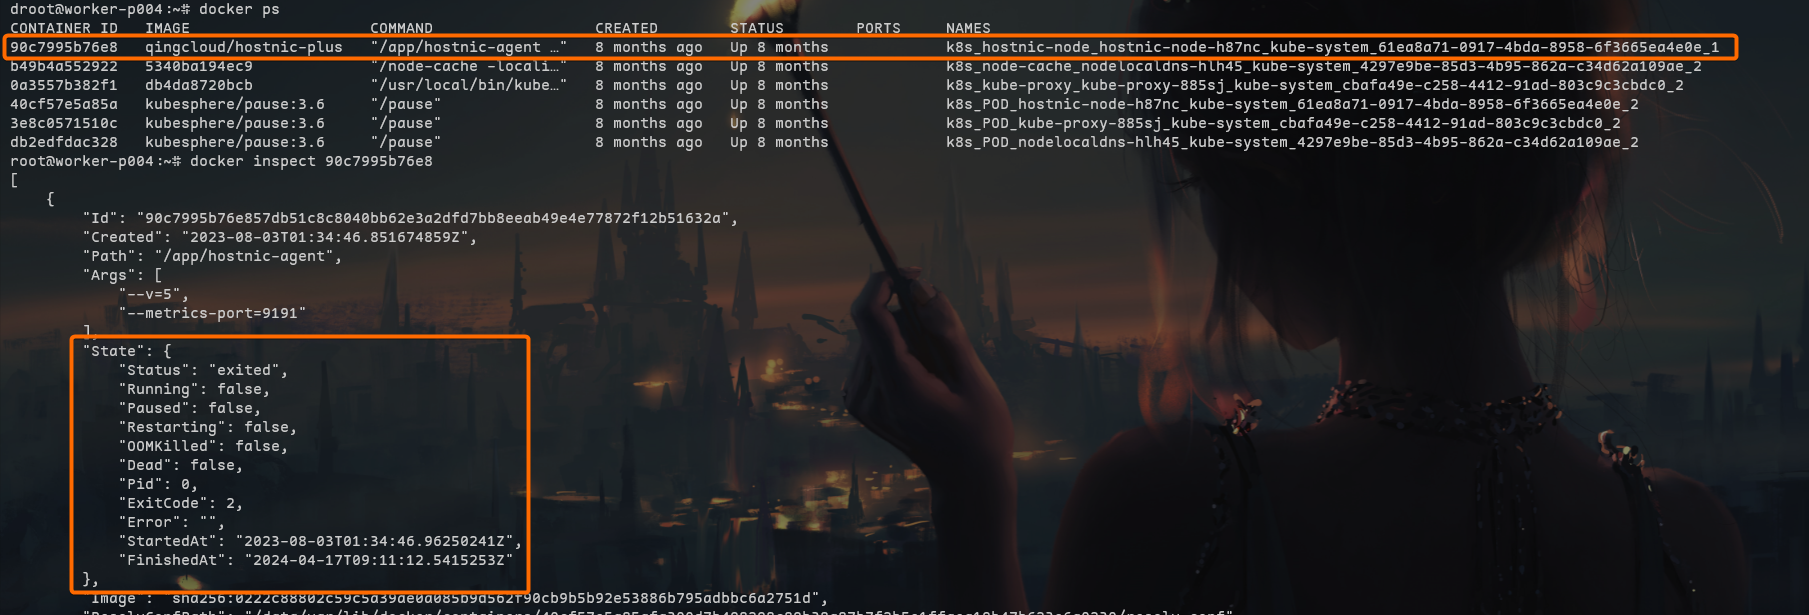 droot@worker-p004:~# docker ps
CONTAINER ID   IMAGE                   COMMAND                  CREATED        STATUS        PORTS     NAMES
90c7995b76e8   qingcloud/hostnic-plus   "/app/hostnic-agent …"   8 months ago   Up 8 months             k8s_hostnic-node_hostnic-node-h87nc_kube-system_61ea8a71-0917-4bda-8958-6f3665ea4e0e_1
b49b4a552922   5340ba194ec9            "/node-cache -locali…"   8 months ago   Up 8 months             k8s_node-cache_nodelocaldns-hlh45_kube-system_4297e9be-85d3-4b95-862a-c34d62a109ae_2
0a3557b382f1   db4da8720bcb            "/usr/local/bin/kube…"   8 months ago   Up 8 months             k8s_kube-proxy_kube-proxy-885sj_kube-system_cbafa49e-c258-4412-91ad-803c9c3cbdc0_2
40cf57e5a85a   kubesphere/pause:3.6    "/pause"                 8 months ago   Up 8 months             k8s_POD_hostnic-node-h87nc_kube-system_61ea8a71-0917-4bda-8958-6f3665ea4e0e_2
3e8c0571510c   kubesphere/pause:3.6    "/pause"                 8 months ago   Up 8 months             k8s_POD_kube-proxy-885sj_kube-system_cbafa49e-c258-4412-91ad-803c9c3cbdc0_2
db2edfdac328   kubesphere/pause:3.6    "/pause"                 8 months ago   Up 8 months             k8s_POD_nodelocaldns-hlh45_kube-system_4297e9be-85d3-4b95-862a-c34d62a109ae_2
root@worker-p004:~# docker inspect 90c7995b76e8
[
    {
        "Id": "90c7995b76e857db51c8c8040bb62e3a2dfd7bb8eeab49e4e77872f12b51632a",
        "Created": "2023-08-03T01:34:46.851674859Z",
        "Path": "/app/hostnic-agent",
        "Args": [
            "--v=5",
            "--metrics-port=9191"
        ],
        "State": {
            "Status": "exited",
            "Running": false,
            "Paused": false,
            "Restarting": false,
            "OOMKilled": false,
            "Dead": false,
            "Pid": 0,
            "ExitCode": 2,
            "Error": "",
            "StartedAt": "2023-08-03T01:34:46.96250241Z",
            "FinishedAt": "2024-04-17T09:11:12.5415253Z"
        },
        "Image": "sha256:0222c88802c59c5a39ae0a085b9d562f90cb9b5b92e53886b795adbbc6a2751d",